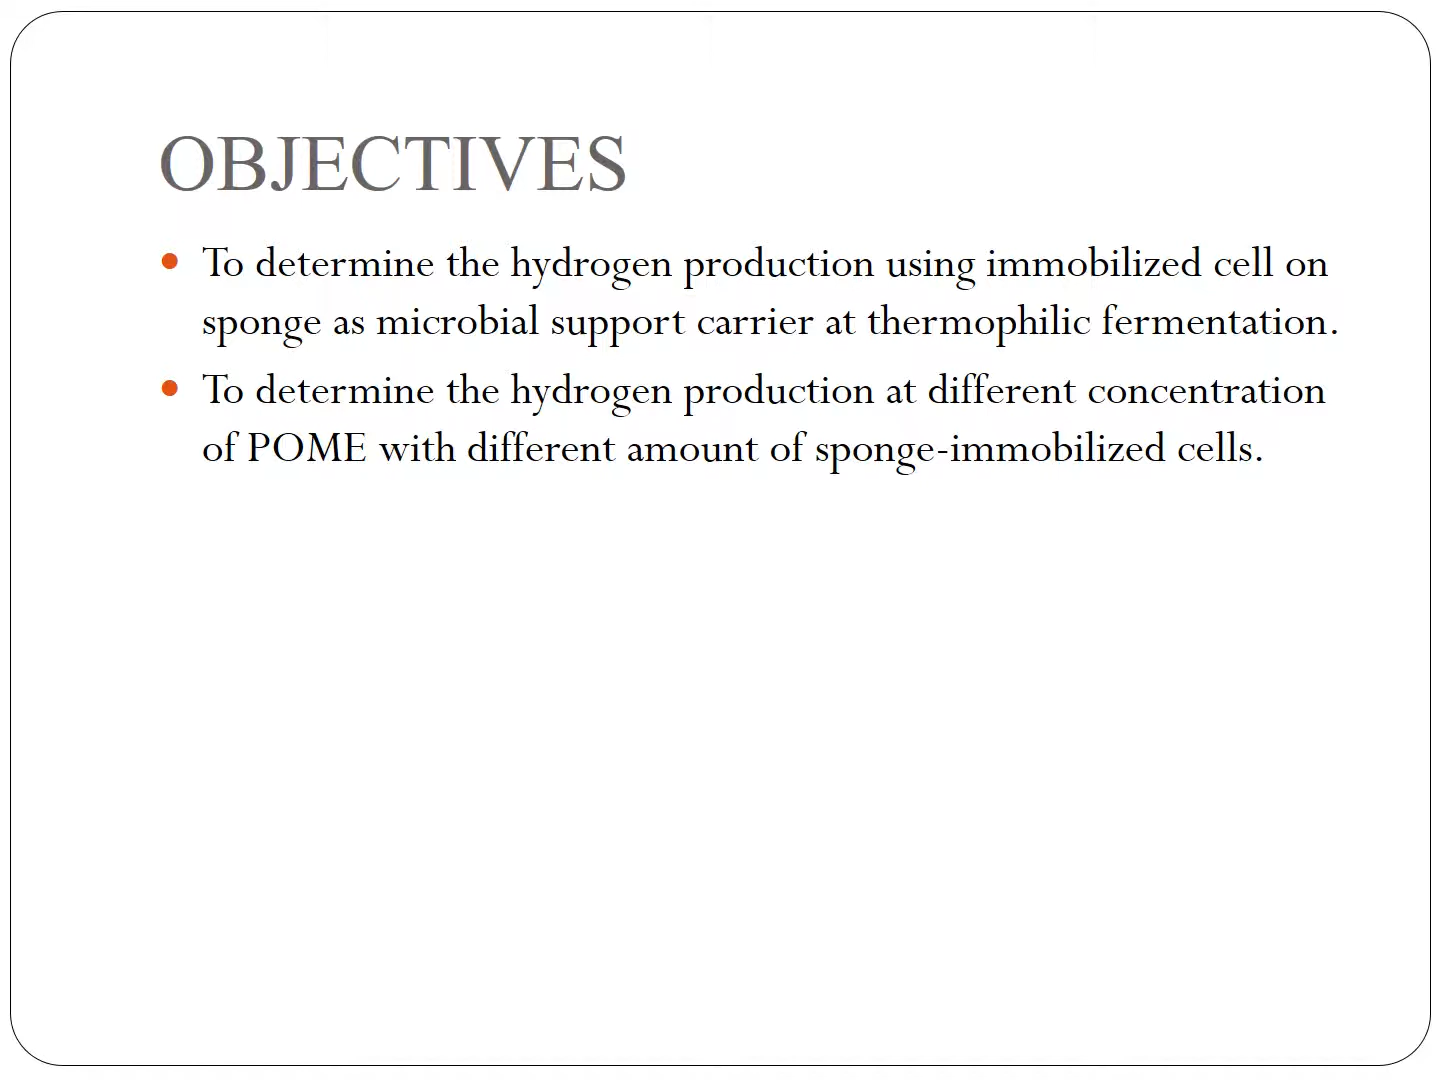 OBJECTIVES
• To determine the hydrogen production using immobilized cell on
sponge as microbial support carrier at thermophilic fermentation.
• To determine the hydrogen production at different concentration
of POME with different amount of sponge-immobilized cells.